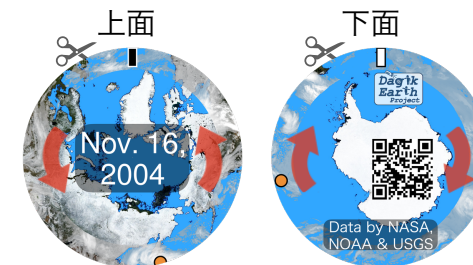 上面
下面
Nov. 16,
2004
Dagik
Earth
Project
Data by NASA,
NOAA & USGS